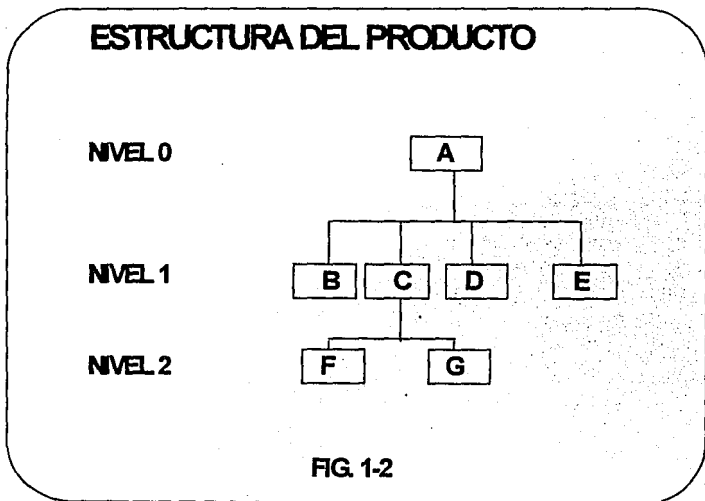 ESTRUCTURA DEL PRODUCTO
NIVEL 0
A
NIVEL 1
B C D E
NIVEL 2
F G
FIG. 1-2